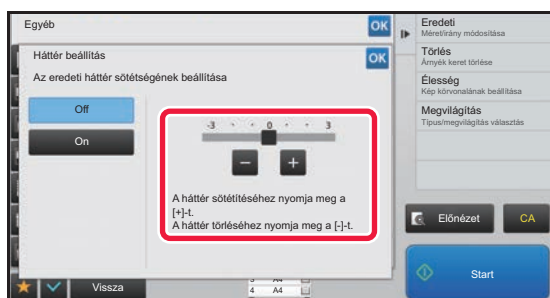 Egyéb
OK
Háttér beállítás
OK
Az eredeti háttér sötétségének beállítása
Off
On
-3 0 3
− +
A háttér sötétítéséhez nyomja meg a
[+]-t.
A háttér törléséhez nyomja meg a [-]-t.
Vissza
4 A4
Eredeti
Méret/irány módosítása
Törlés
Árnyék keret törlése
Élesség
Kép körvonalának beállítása
Megvilágítás
Típus/megvilágítás választás
Előnézet
CA
Start